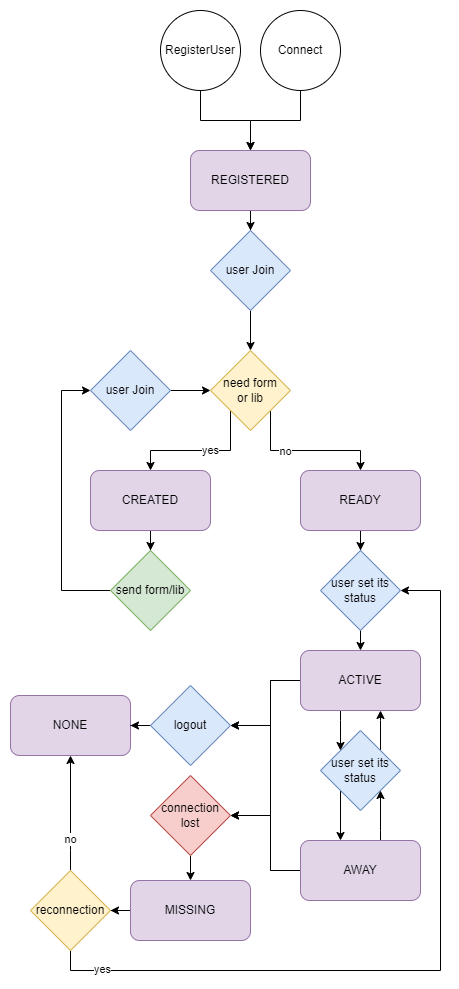 RegisterUser
Connect
REGISTERED
user Join
user Join
need form
or lib
yes
no
CREATED
READY
send form/lib
user set its
status
ACTIVE
NONE
logout
user set its
status
connection
lost
no
AWAY
reconnection
MISSING
yes